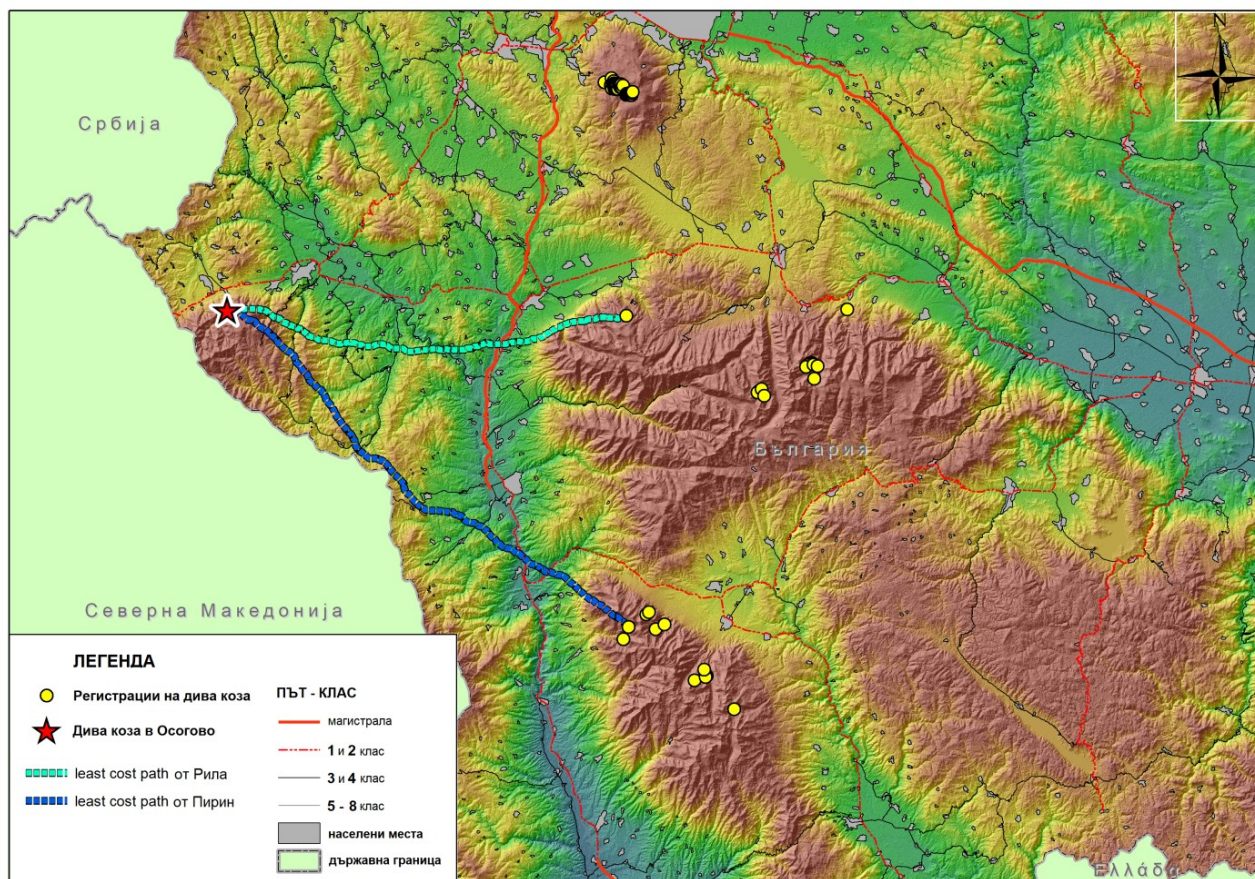 N
Србија
България
Северна Македонија
Ελλάδα
ЛЕГЕНДА
Регистрации на дива коза
Дива коза в Осогово
least cost path от Рила
least cost path от Пирин
ПЪТ - КЛАС
магистрала
1 и 2 клас
3 и 4 клас
5 - 8 клас
населени места
държавна граница